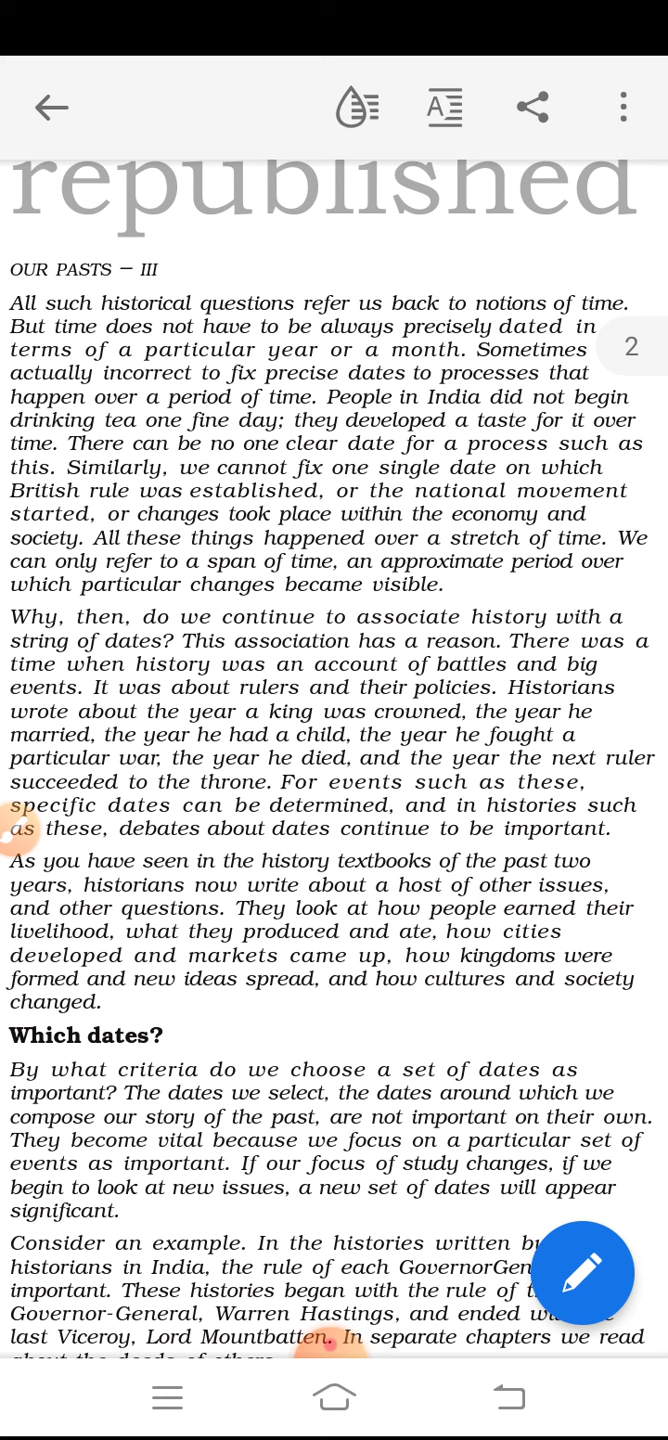 republished
OUR PASTS – III
All such historical questions refer us back to notions of time.
But time does not have to be always precisely dated in
terms of a particular year or a month. Sometimes
2
actually incorrect to fix precise dates to processes that
happen over a period of time. People in India did not begin
drinking tea one fine day; they developed a taste for it over
time. There can be no one clear date for a process such as
this. Similarly, we cannot fix one single date on which
British rule was established, or the national movement
started, or changes took place within the economy and
society. All these things happened over a stretch of time. We
can only refer to a span of time, an approximate period over
which particular changes became visible.
Why, then, do we continue to associate history with a
string of dates? This association has a reason. There was a
time when history was an account of battles and big
events. It was about rulers and their policies. Historians
wrote about the year a king was crowned, the year he
married, the year he had a child, the year he fought a
particular war, the year he died, and the year the next ruler
succeeded to the throne. For events such as these,
specific dates can be determined, and in histories such
as these, debates about dates continue to be important.
As you have seen in the history textbooks of the past two
years, historians now write about a host of other issues,
and other questions. They look at how people earned their
livelihood, what they produced and ate, how cities
developed and markets came up, how kingdoms were
formed and new ideas spread, and how cultures and society
changed.
Which dates?
By what criteria do we choose a set of dates as
important? The dates we select, the dates around which we
compose our story of the past, are not important on their own.
They become vital because we focus on a particular set of
events as important. If our focus of study changes, if we
begin to look at new issues, a new set of dates will appear
significant.
Consider an example. In the histories written
historians in India, the rule of each
important. These histories began with the rule of
Governor-General, Warren Hastings, and ended
last Viceroy, Lord Mountbatten. In separate chapters we read
about the deeds of others